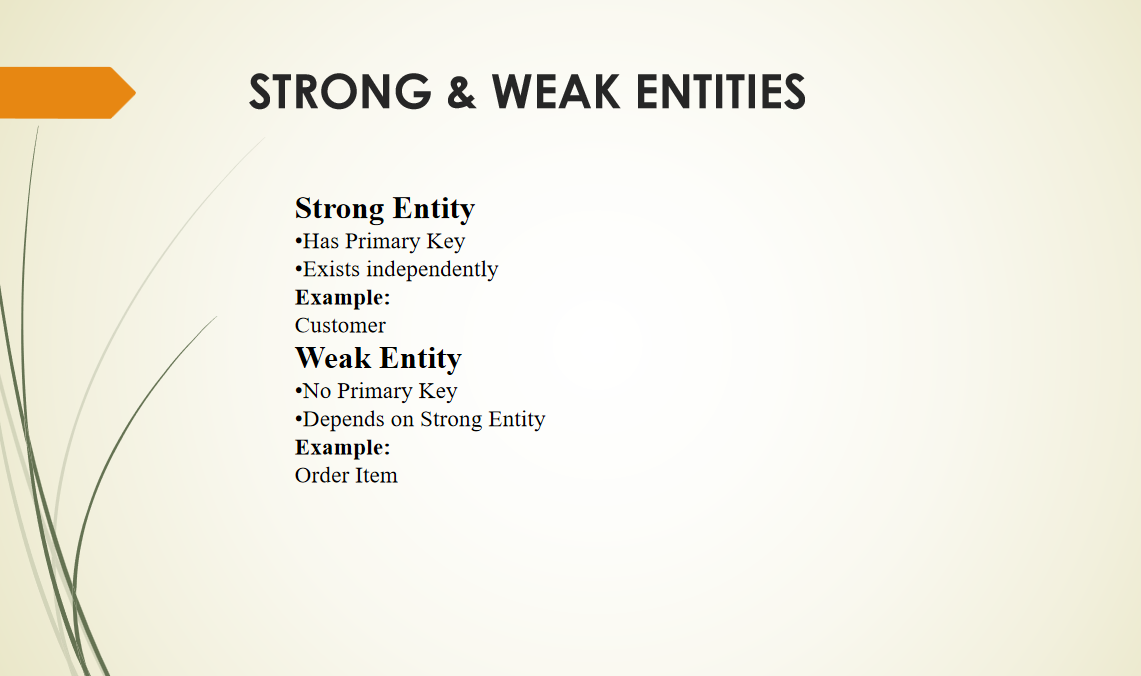 STRONG & WEAK ENTITIES
Strong Entity
•Has Primary Key
•Exists independently
Example:
Customer
Weak Entity
•No Primary Key
•Depends on Strong Entity
Example:
Order Item